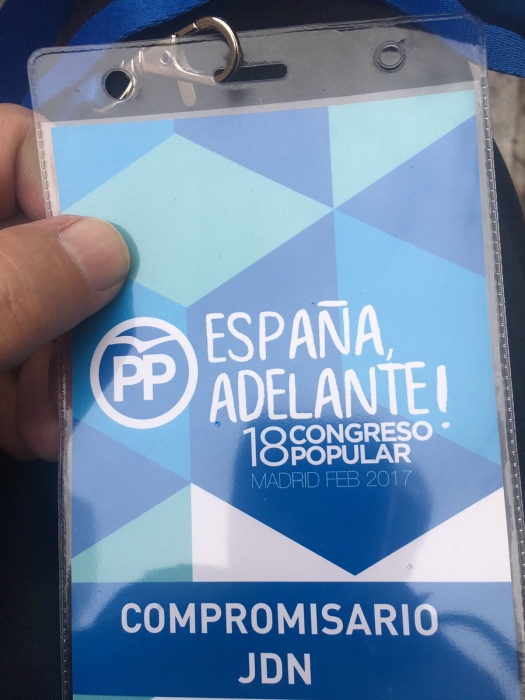 PP
ESPAÑA,
ADELANTE!
18 CONGRESO
POPULAR
MADRID FEB 2017
COMPROMISARIO
JDN